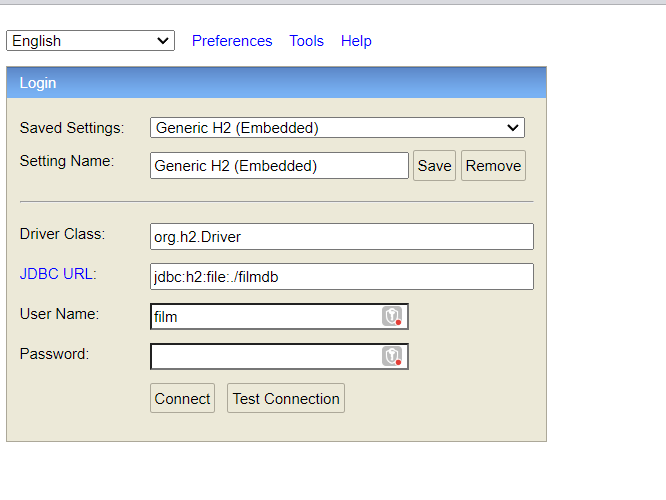 English Preferences Tools Help
Login
Saved Settings: Generic H2 (Embedded)
Setting Name: Generic H2 (Embedded) Save Remove
Driver Class: org.h2.Driver
JDBC URL: jdbc:h2:file:./filmdb
User Name: film
Password:
Connect Test Connection